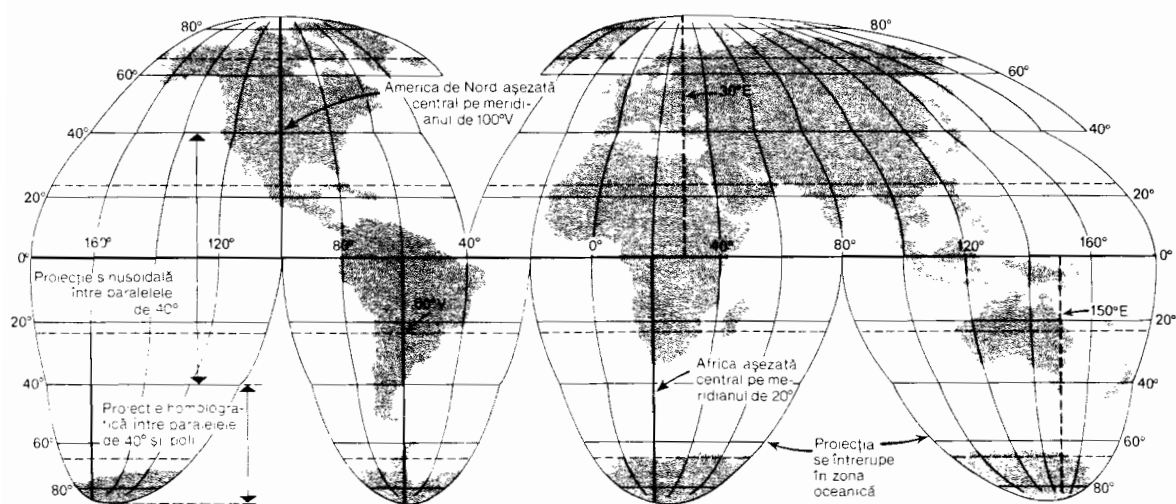 80°
80°
60°
60°
America de Nord așezată
central pe meridi-
anul de 100°V
30°E
40°
40°
20°
20°
160°
120°
80°
40°
0°
40°
80°
120°
160°
0°
0°
Proiecție sinusoidală
între paralelele
de 40°
60°V
150°E
20°
20°
Africa așezată
central pe me-
ridianul de 20°
40°
40°
Proiecție homologra-
fică între paralelele
de 40° și poli
60°
60°
Proiecția
se întrerupe
în zona
oceanică
80°
80°